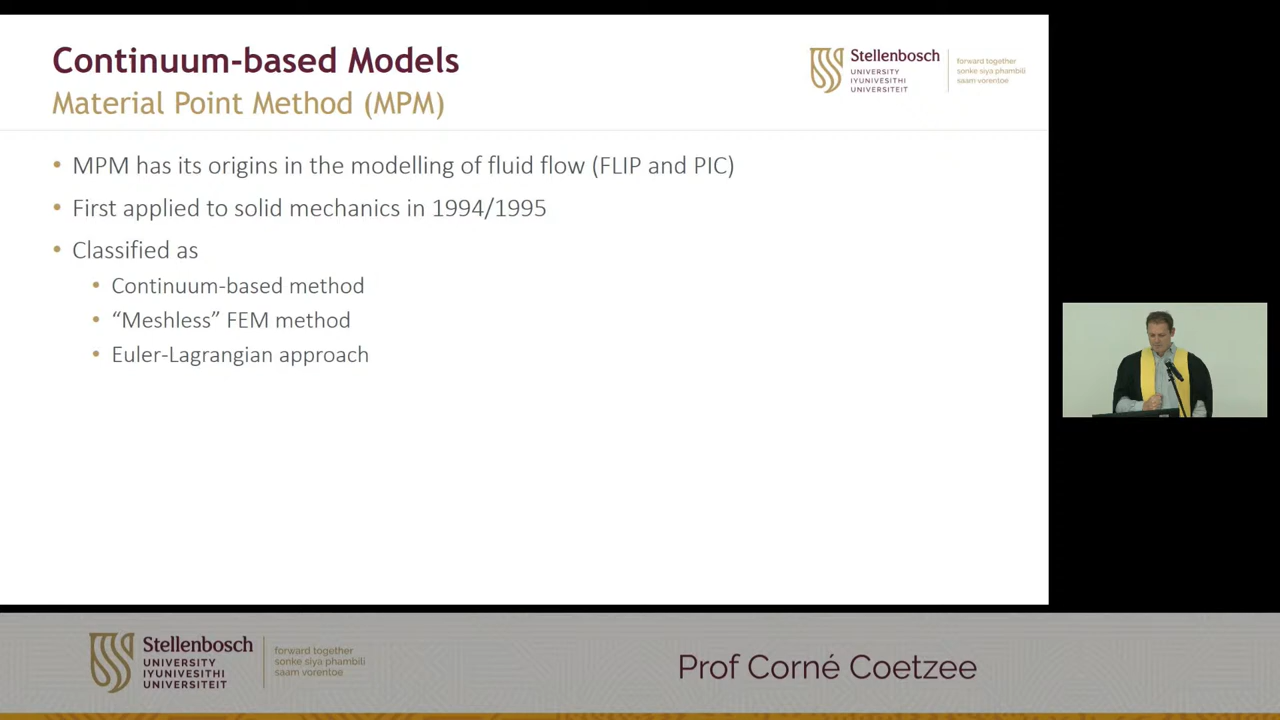 Continuum-based Models
Material Point Method (MPM)
Stellenbosch
UNIVERSITY
IYUNIVESITHI
UNIVERSITEIT
forward together
sonke siya phambili
saam vorentoe
• MPM has its origins in the modelling of fluid flow (FLIP and PIC)
• First applied to solid mechanics in 1994/1995
• Classified as
• Continuum-based method
• “Meshless” FEM method
• Euler-Lagrangian approach
Stellenbosch
UNIVERSITY
IYUNIVESITHI
UNIVERSITEIT
forward together
sonke siya phambili
saam vorentoe
Prof Corné Coetzee